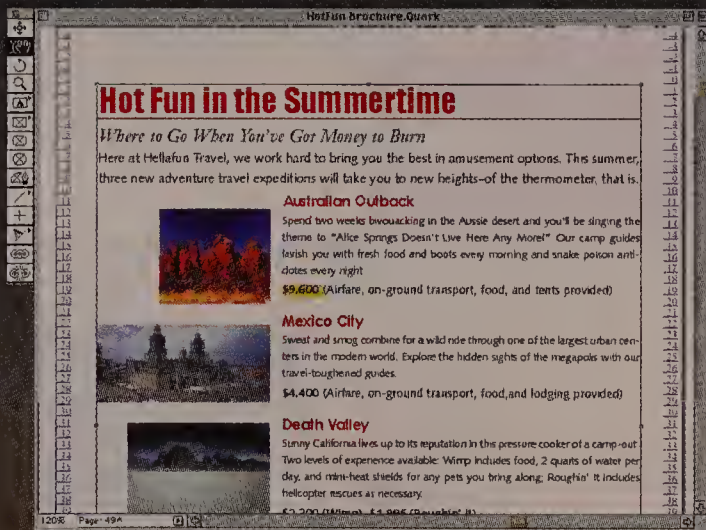 HotFun Brochure.Quark
Hot Fun in the Summertime
Where to Go When You've Got Money to Burn
Here at Hellafun Travel, we work hard to bring you the best in amusement options. This summer,
three new adventure travel expeditions will take you to new heights–of the thermometer, that is.
Australian Outback
Spend two weeks bivouacking in the Aussie desert and you'll be singing the
theme to "Alice Springs Doesn't Live Here Any More!" Our camp guides
lavish you with fresh food and boots every morning and snake poison anti-
dotes every night
$9,600 (Airfare, on-ground transport, food, and tents provided)
Mexico City
Sweat and smog combine for a wild ride through one of the largest urban cen-
ters in the modern world. Explore the hidden sights of the megapolis with our
travel-toughened guides.
$4,400 (Airfare, on-ground transport, food,and lodging provided)
Death Valley
Sunny California lives up to its reputation in this pressure cooker of a camp-out
Two levels of experience available: Wimp includes food, 2 quarts of water per
day, and mini-heat shields for any pets you bring along; Roughin' It includes
helicopter rescues as necessary.
$2,200 (Wimp), $1,995 (Roughin' It)
120% Page: 49A